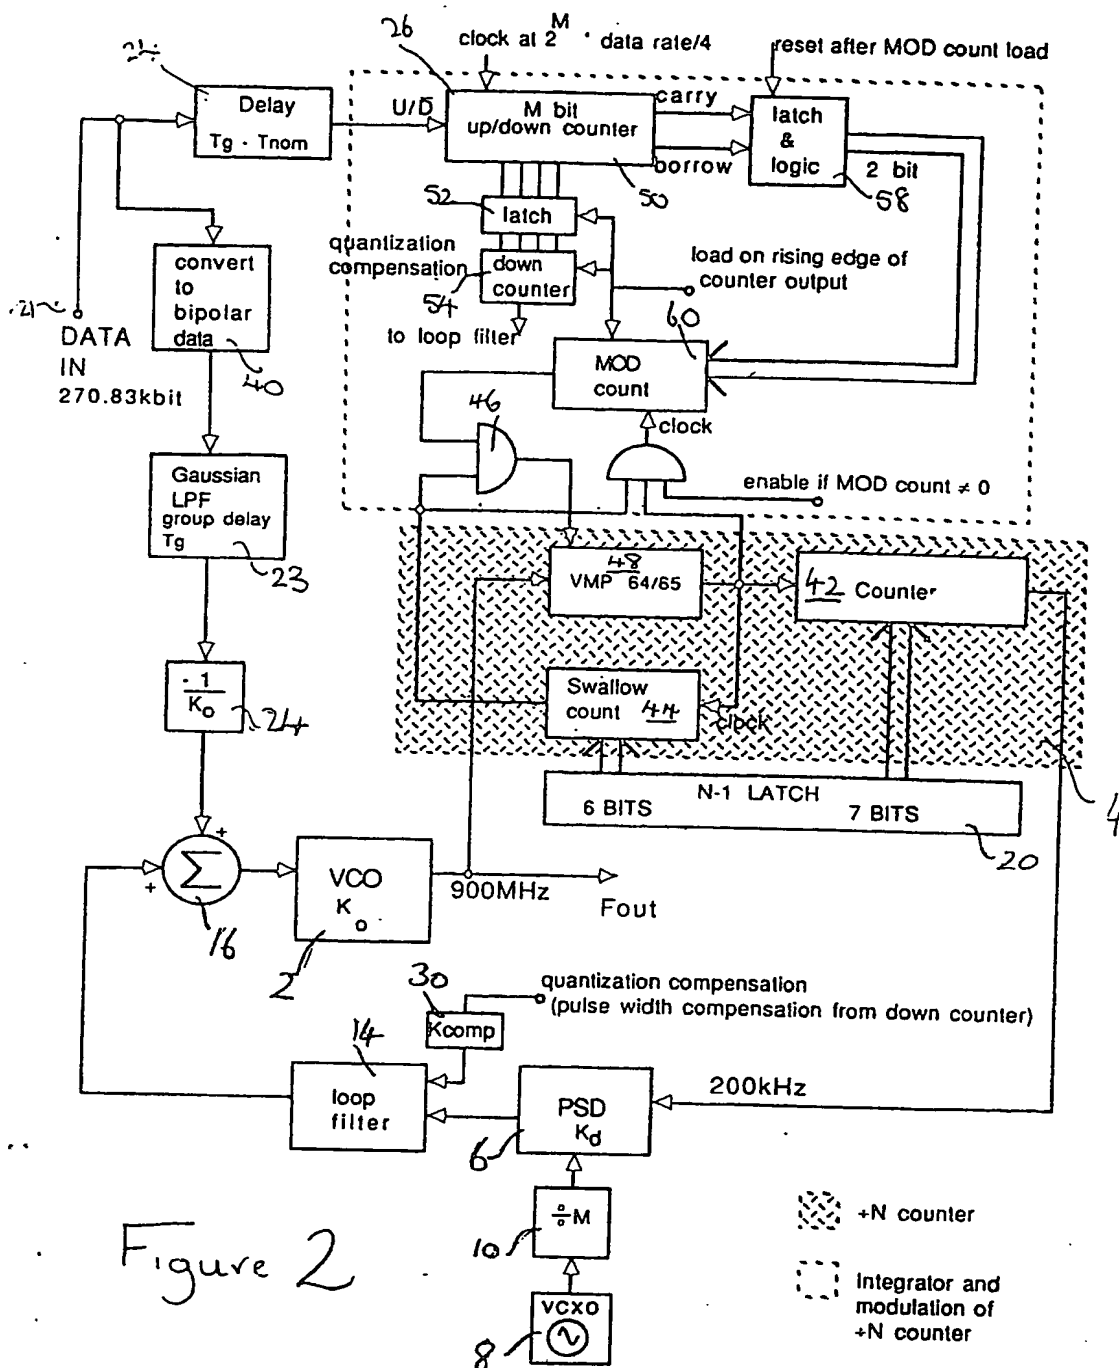 26
clock at 2^M · data rate/4
reset after MOD count load
Delay
Tg - Tnom
U/D̅
M bit
up/down counter
carry
borrow
latch
&
logic
2 bit
58
50
52
latch
quantization
compensation
down
counter
54
to loop filter
load on rising edge of
counter output
60
MOD
count
clock
convert
to
bipolar
data
40
21
DATA
IN
270.83kbit
46
enable if MOD count ≠ 0
Gaussian
LPF
group delay
Tg
23
48
VMP 64/65
42 Counter
1
Ko
24
Swallow
count 44
clock
4
N-1 LATCH
6 BITS
7 BITS
20
+
+
Σ
16
VCO
Ko
2
900MHz
Fout
30
Kcomp
quantization compensation
(pulse width compensation from down counter)
14
loop
filter
PSD
Kd
6
200kHz
÷M
10
VCXO
8
Figure 2
÷N counter
Integrator and
modulation of
÷N counter